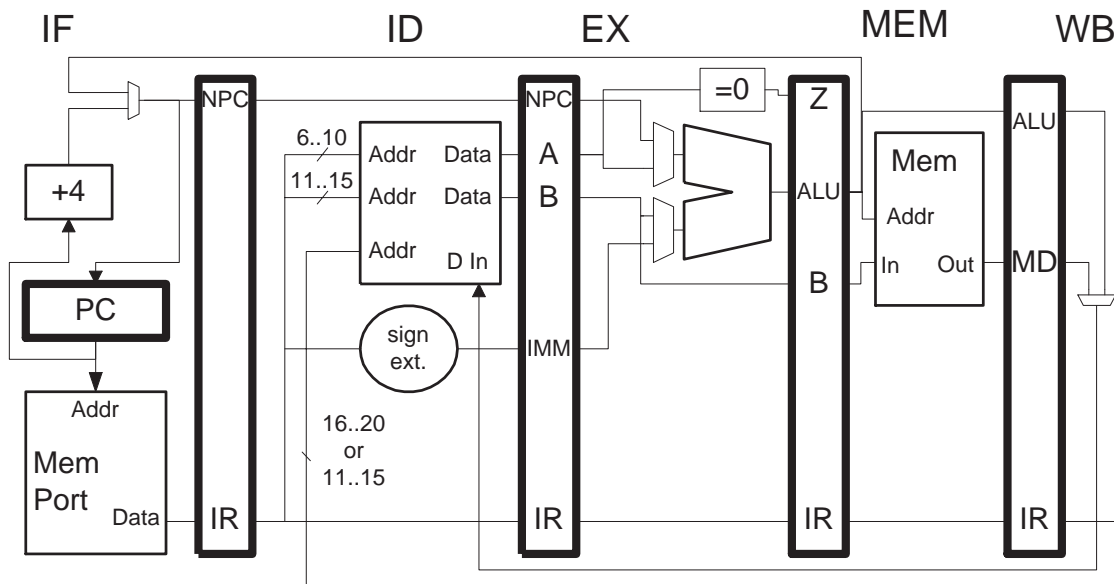 IF ID EX MEM WB
NPC NPC =0 Z
6..10 Addr Data A ALU
11..15 Addr Data B Mem
+4 ALU Addr
Addr
D In In Out MD
PC B
sign
ext.
IMM
Addr
Mem
Port
Data
16..20
or
11..15
IR IR IR IR